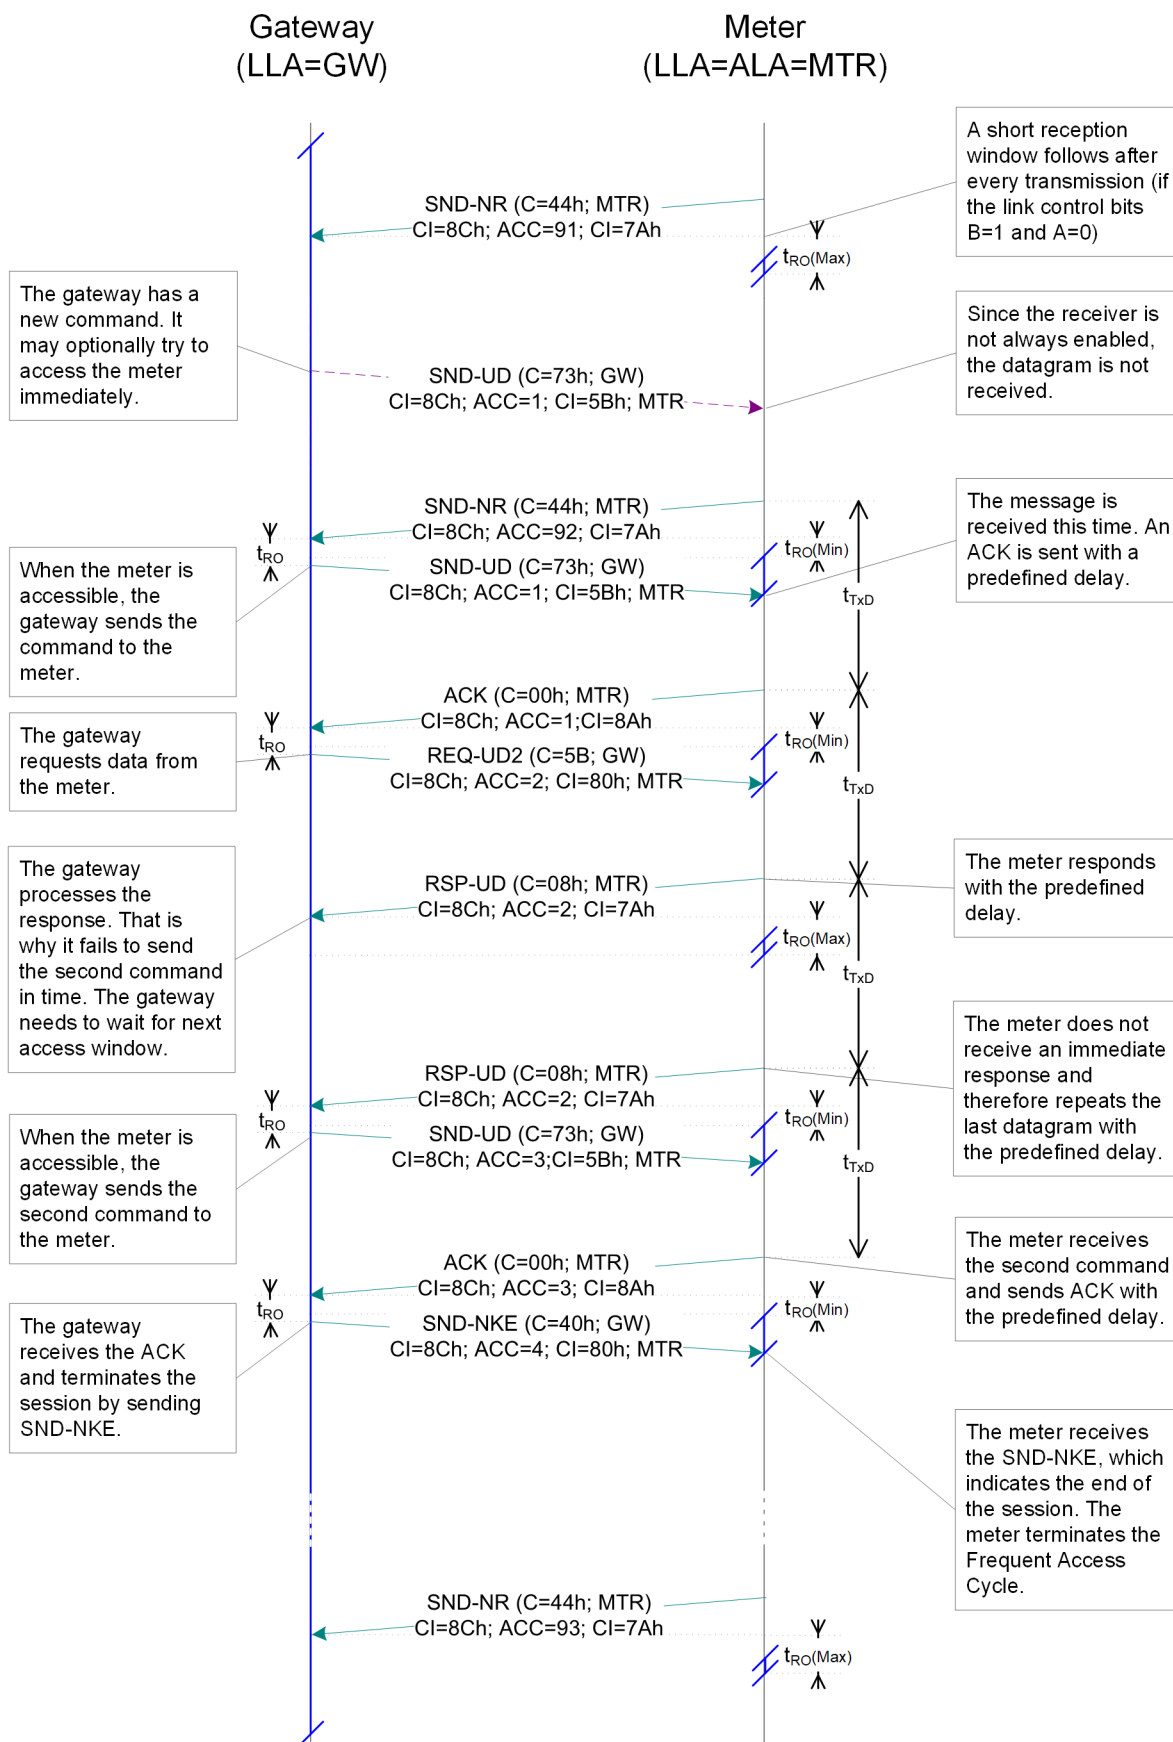 Gateway
(LLA=GW)
Meter
(LLA=ALA=MTR)
A short reception
window follows after
every transmission (if
the link control bits
B=1 and A=0)
SND-NR (C=44h; MTR)
CI=8Ch; ACC=91; CI=7Ah
tRO(Max)
The gateway has a
new command. It
may optionally try to
access the meter
immediately.
Since the receiver is
not always enabled,
the datagram is not
received.
SND-UD (C=73h; GW)
CI=8Ch; ACC=1; CI=5Bh; MTR
SND-NR (C=44h; MTR)
CI=8Ch; ACC=92; CI=7Ah
tRO
tRO(Min)
The message is
received this time. An
ACK is sent with a
predefined delay.
When the meter is
accessible, the
gateway sends the
command to the
meter.
SND-UD (C=73h; GW)
CI=8Ch; ACC=1; CI=5Bh; MTR
tTxD
ACK (C=00h; MTR)
CI=8Ch; ACC=1;CI=8Ah
tRO
tRO(Min)
The gateway
requests data from
the meter.
REQ-UD2 (C=5B; GW)
CI=8Ch; ACC=2; CI=80h; MTR
tTxD
The gateway
processes the
response. That is
why it fails to send
the second command
in time. The gateway
needs to wait for next
access window.
RSP-UD (C=08h; MTR)
CI=8Ch; ACC=2; CI=7Ah
tRO(Max)
The meter responds
with the predefined
delay.
tTxD
The meter does not
receive an immediate
response and
therefore repeats the
last datagram with
the predefined delay.
RSP-UD (C=08h; MTR)
CI=8Ch; ACC=2; CI=7Ah
tRO
tRO(Min)
When the meter is
accessible, the
gateway sends the
second command to
the meter.
SND-UD (C=73h; GW)
CI=8Ch; ACC=3;CI=5Bh; MTR
tTxD
The meter receives
the second command
and sends ACK with
the predefined delay.
ACK (C=00h; MTR)
CI=8Ch; ACC=3; CI=8Ah
tRO
tRO(Min)
The gateway
receives the ACK
and terminates the
session by sending
SND-NKE.
SND-NKE (C=40h; GW)
CI=8Ch; ACC=4; CI=80h; MTR
The meter receives
the SND-NKE, which
indicates the end of
the session. The
meter terminates the
Frequent Access
Cycle.
SND-NR (C=44h; MTR)
CI=8Ch; ACC=93; CI=7Ah
tRO(Max)